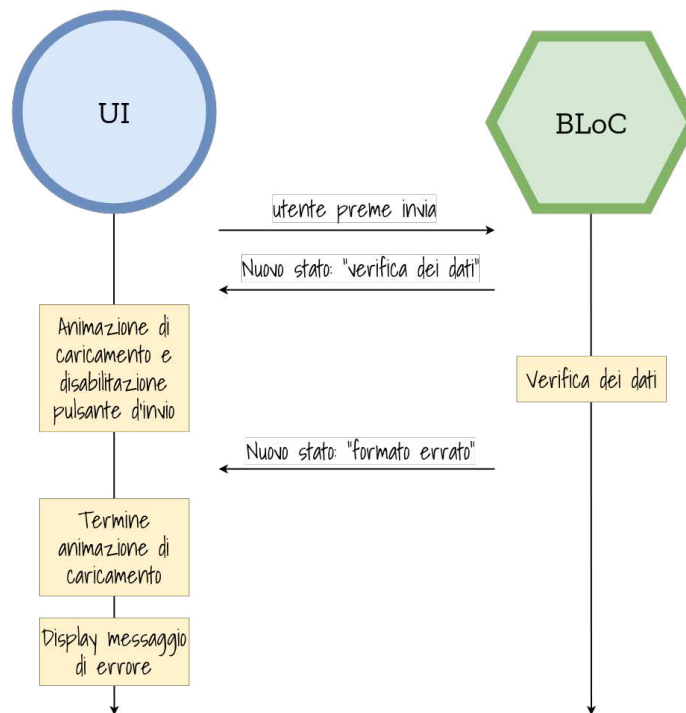 UI
BLoC
utente preme invia
Nuovo stato: "verifica dei dati"
Animazione di
caricamento e
disabilitazione
pulsante d'invio
Verifica dei dati
Nuovo stato: "formato errato"
Termine
animazione di
caricamento
Display messaggio
di errore